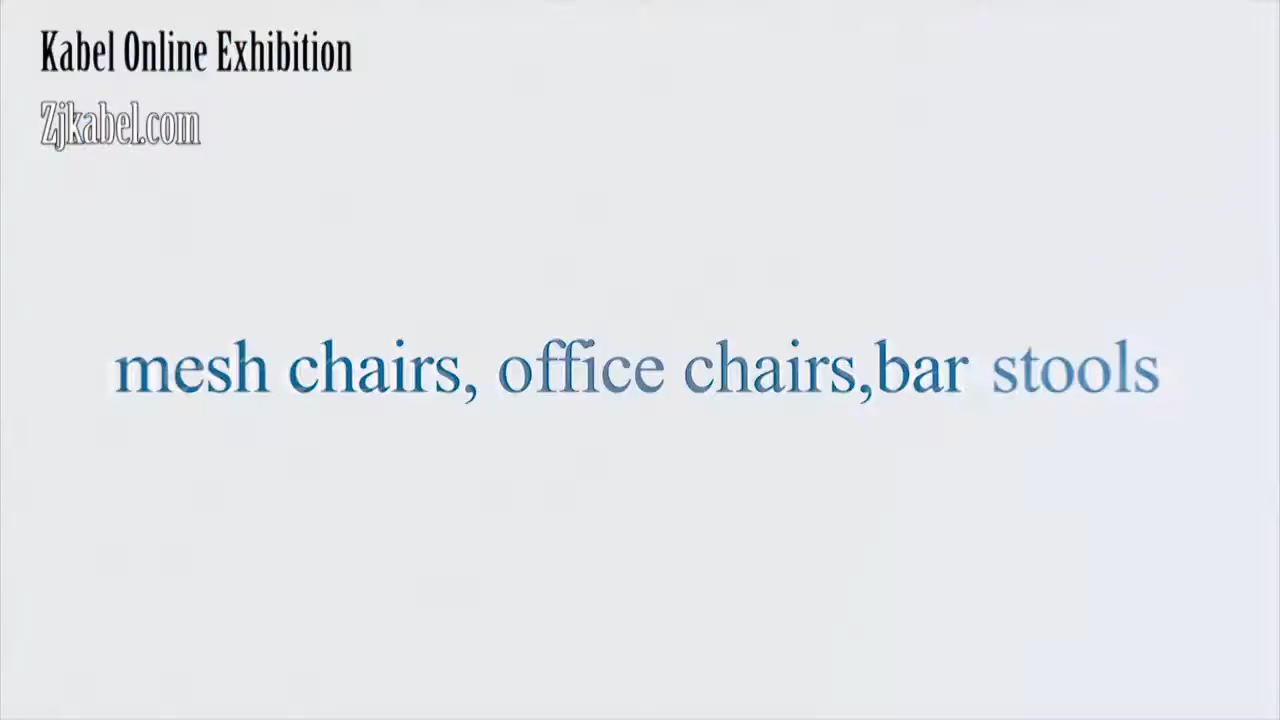 Kabel Online Exhibition
Zjkabel.com
mesh chairs, office chairs,bar stools